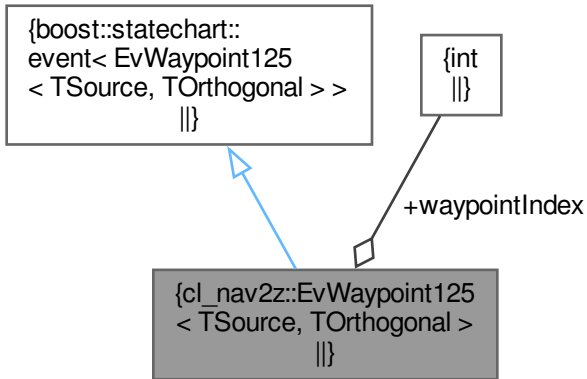 {boost::statechart::
event< EvWaypoint125
< TSource, TOrthogonal > >
||}
{int
||}
+waypointIndex
{cl_nav2z::EvWaypoint125
< TSource, TOrthogonal >
||}